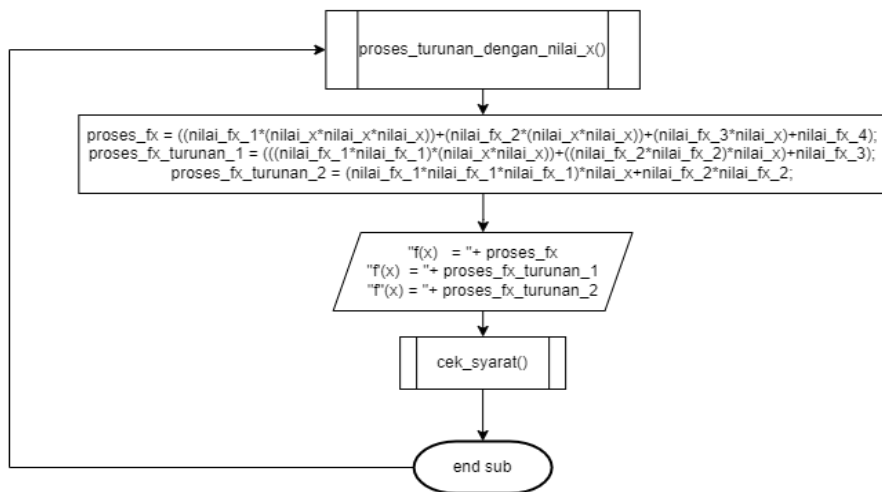 proses_turunan_dengan_nilai_x()
proses_fx = ((nilai_fx_1*(nilai_x*nilai_x*nilai_x))+(nilai_fx_2*(nilai_x*nilai_x))+(nilai_fx_3*nilai_x)+nilai_fx_4);
proses_fx_turunan_1 = (((nilai_fx_1*nilai_fx_1)*(nilai_x*nilai_x))+((nilai_fx_2*nilai_fx_2)*nilai_x)+nilai_fx_3);
proses_fx_turunan_2 = (nilai_fx_1*nilai_fx_1*nilai_fx_1)*nilai_x+nilai_fx_2*nilai_fx_2;
"f(x) = "+ proses_fx
"f'(x) = "+ proses_fx_turunan_1
"f"(x) = "+ proses_fx_turunan_2
cek_syarat()
end sub